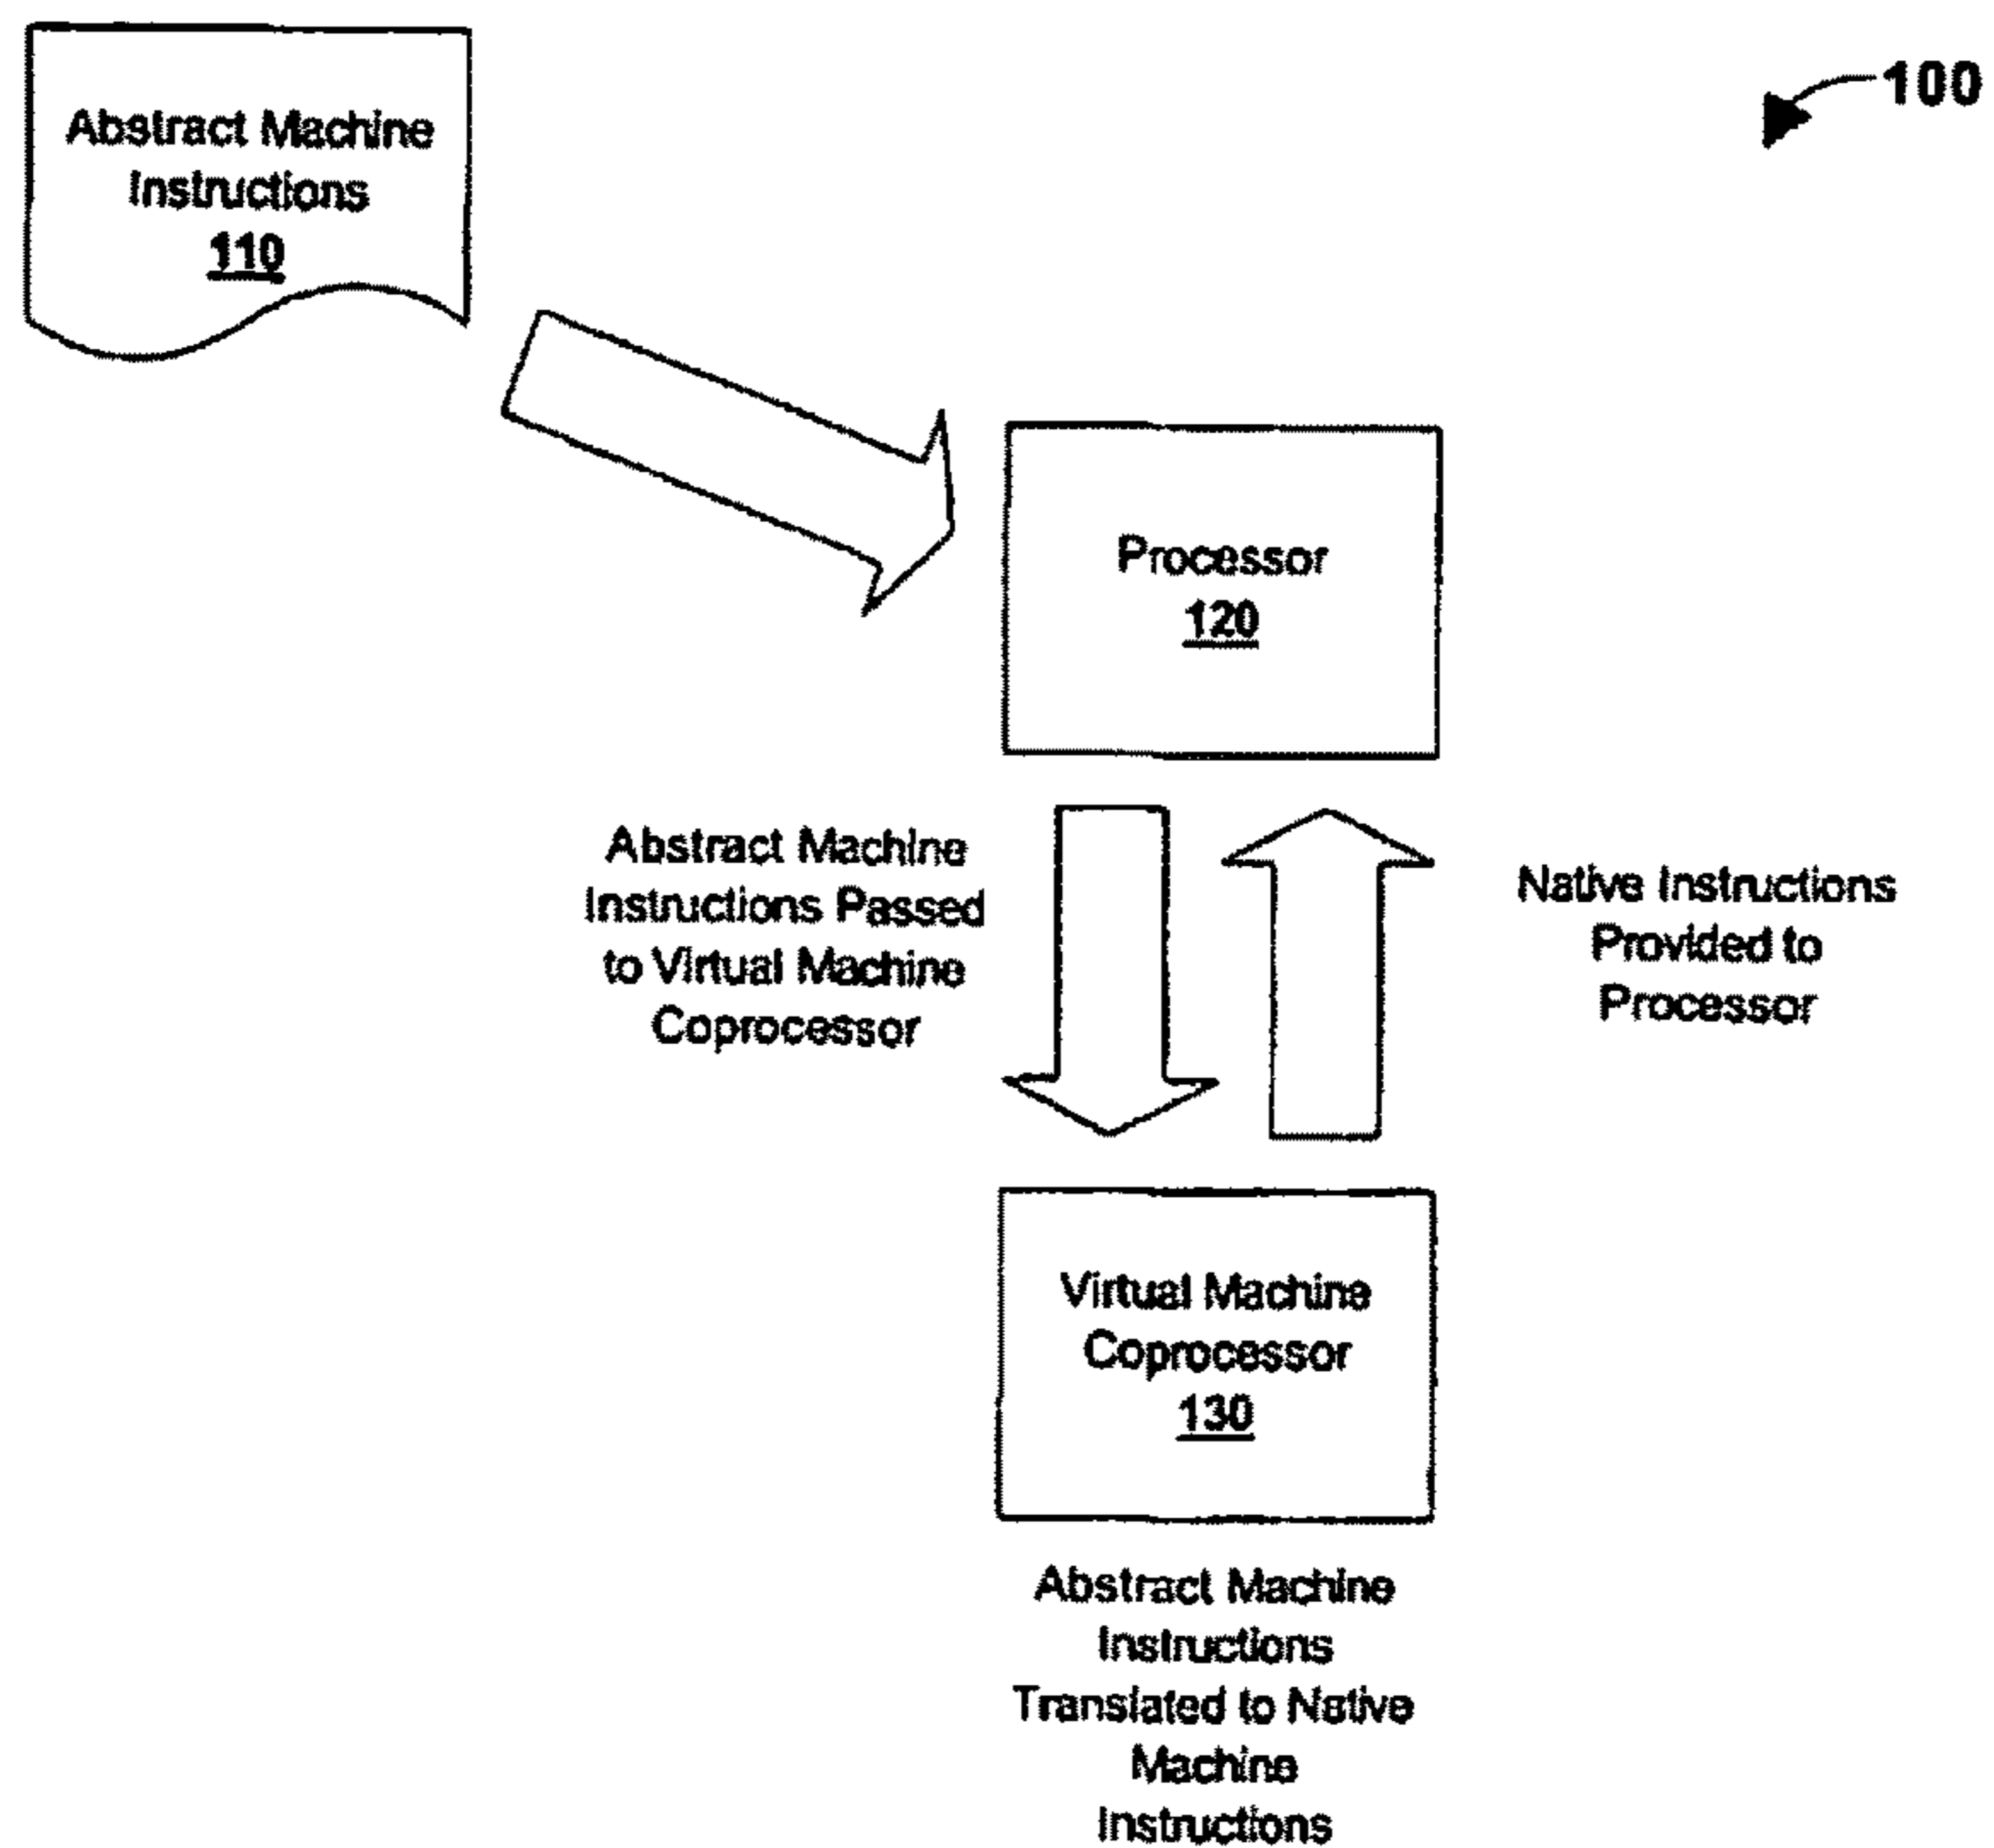 100
Abstract Machine
Instructions
110
Processor
120
Abstract Machine
Instructions Passed
to Virtual Machine
Coprocessor
Native Instructions
Provided to
Processor
Virtual Machine
Coprocessor
130
Abstract Machine
Instructions
Translated to Native
Machine
Instructions